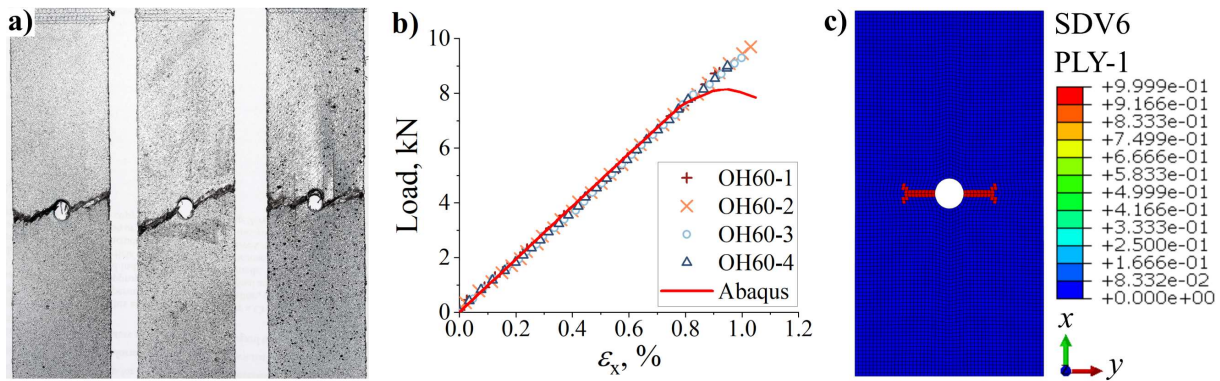 a)
b)
Load, kN
10
8
6
4
2
0
0.0 0.2 0.4 0.6 0.8 1.0 1.2
εx, %
OH60-1
OH60-2
OH60-3
OH60-4
Abaqus
c)
SDV6
PLY-1
+9.999e-01
+9.166e-01
+8.333e-01
+7.499e-01
+6.666e-01
+5.833e-01
+4.999e-01
+4.166e-01
+3.333e-01
+2.500e-01
+1.666e-01
+8.332e-02
+0.000e+00
x
y